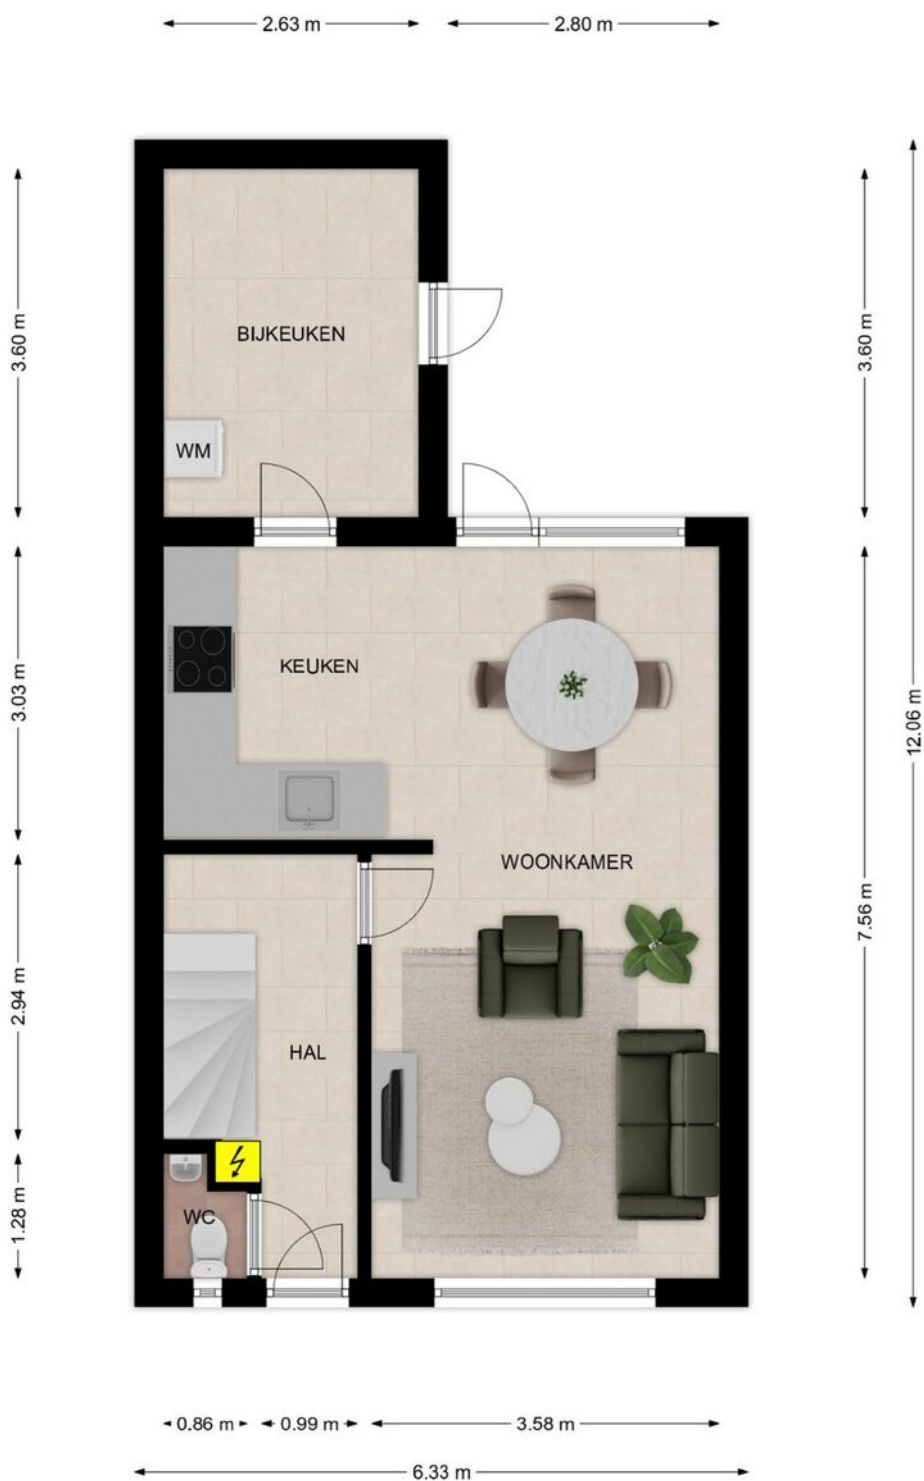 2.63 m
2.80 m
3.60 m
BIJKEUKEN
3.60 m
WM
KEUKEN
3.03 m
12.06 m
WOONKAMER
7.56 m
2.94 m
HAL
1.28 m
WC
0.86 m
0.99 m
3.58 m
6.33 m